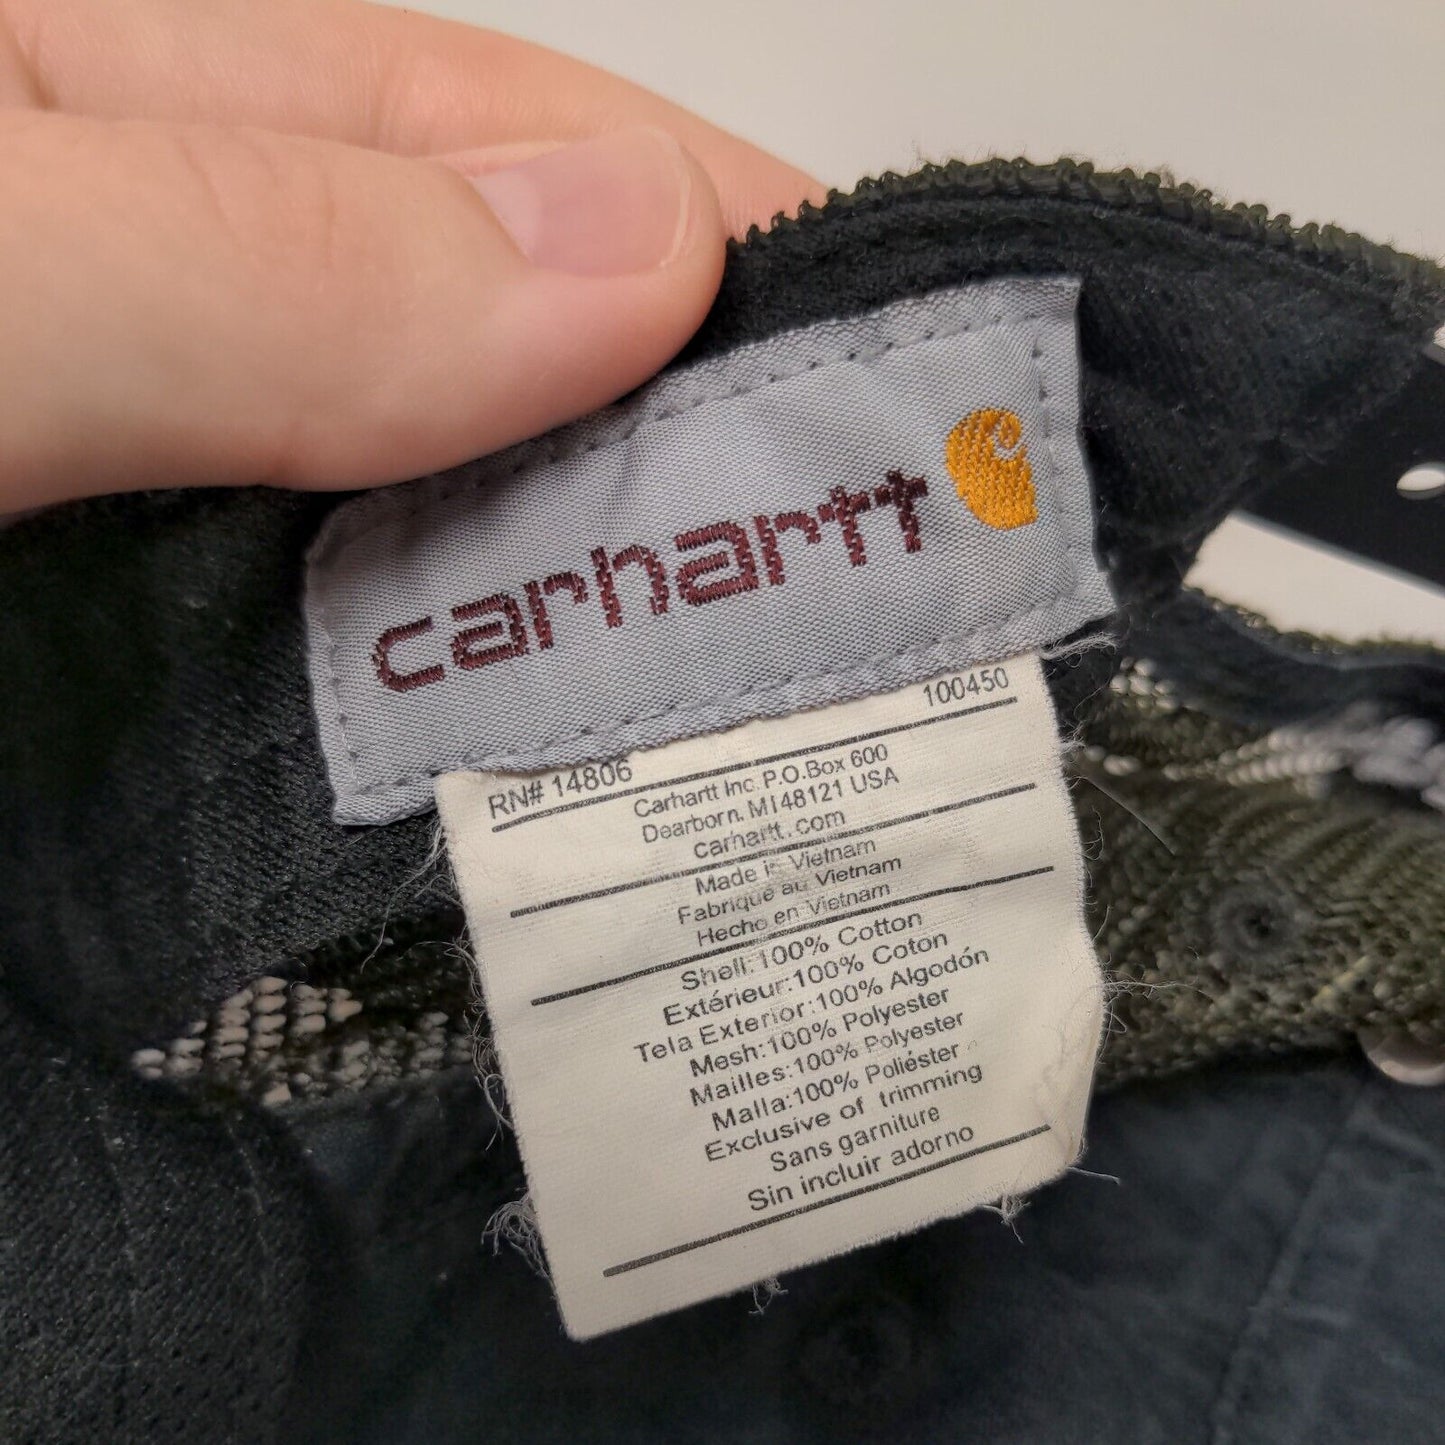 carhartt
RN# 14806 100450
Carhartt Inc. P.O.Box 600
Dearborn, MI 48121 USA
carhartt.com
Made in Vietnam
Fabriqué au Vietnam
Hecho en Vietnam
Shell:100% Cotton
Extérieur:100% Coton
Tela Exterior:100% Algodón
Mesh:100% Polyester
Mailles:100% Polyester
Malla:100% Poliéster
Exclusive of trimming
Sans garniture
Sin incluir adorno